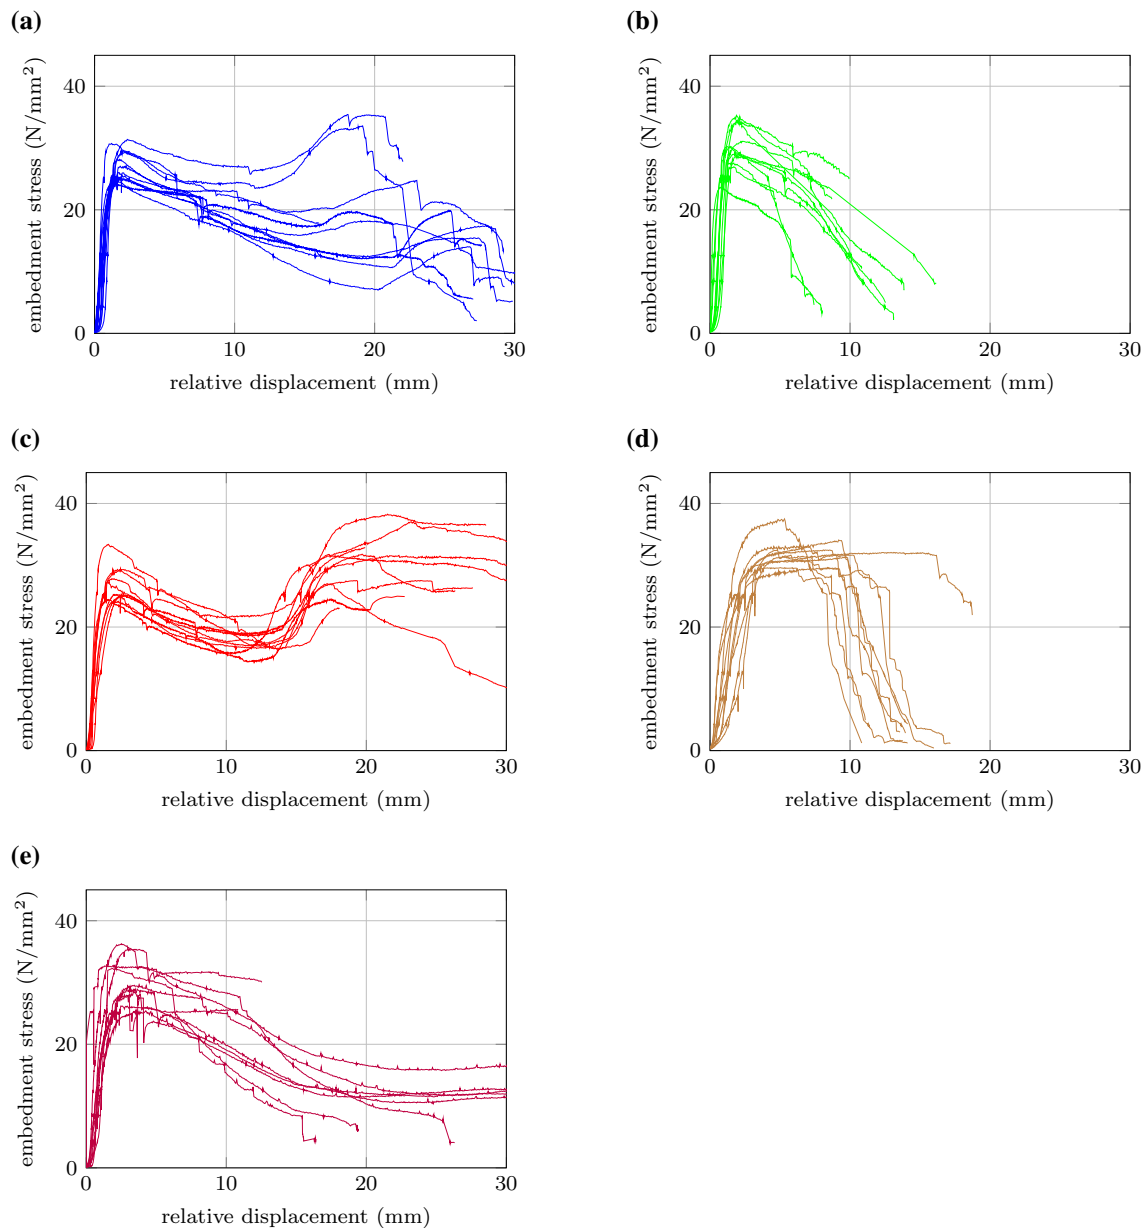 (a)
embedment stress (N/mm²)
40
20
0
0 10 20 30
relative displacement (mm)
(b)
embedment stress (N/mm²)
40
20
0
0 10 20 30
relative displacement (mm)
(c)
embedment stress (N/mm²)
40
20
0
0 10 20 30
relative displacement (mm)
(d)
embedment stress (N/mm²)
40
20
0
0 10 20 30
relative displacement (mm)
(e)
embedment stress (N/mm²)
40
20
0
0 10 20 30
relative displacement (mm)